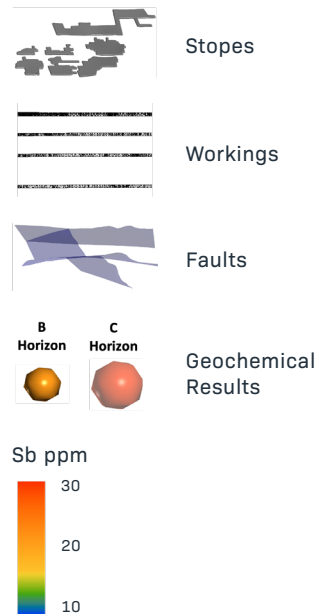 Stopes
Workings
Faults
B
Horizon
C
Horizon
Geochemical
Results
Sb ppm
30
20
10